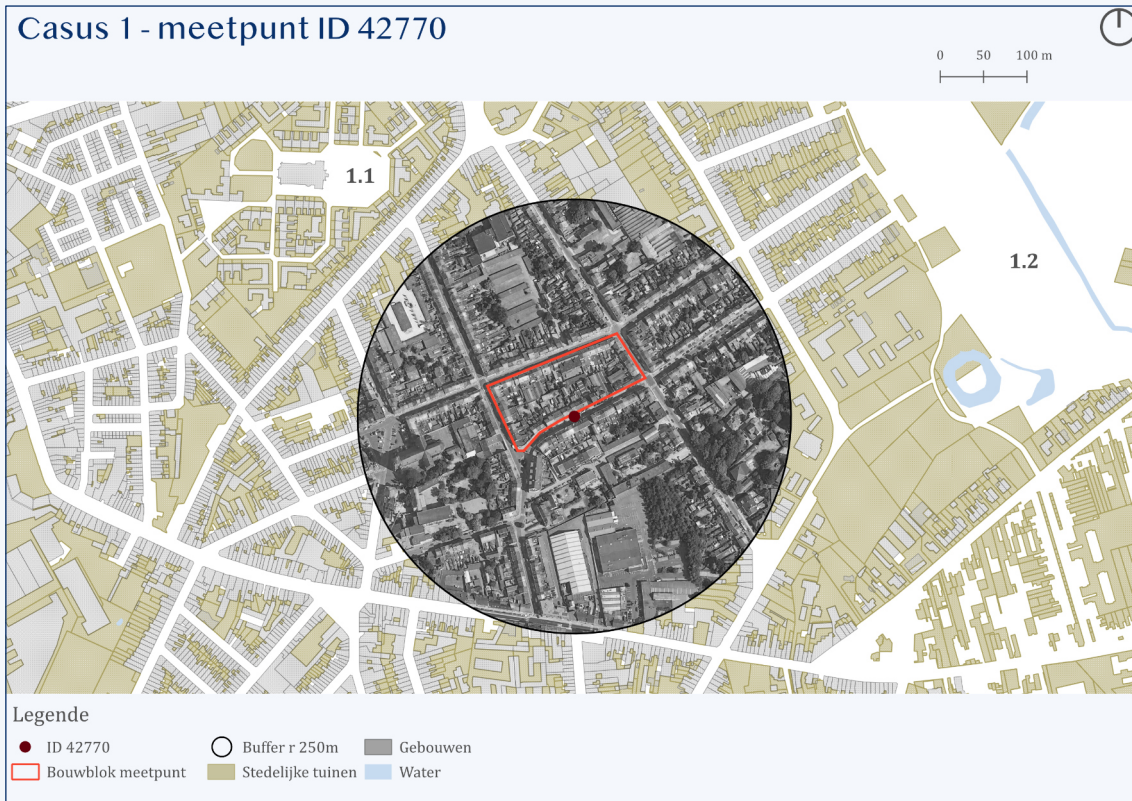 Casus 1 - meetpunt ID 42770
0 50 100 m
1.1
1.2
Legende
ID 42770
Buffer r 250m
Gebouwen
Bouwblok meetpunt
Stedelijke tuinen
Water